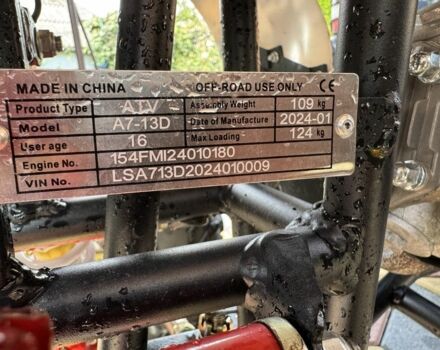 MADE IN CHINA OFF-ROAD USE ONLY CE
Product Type ATV Assembly Weight 109 kg
Model A7-13D Date of Manufacture 2024-01
User age 16 Max Loading 124 kg
Engine No. 154FMI24010180
VIN No. LSA713D2024010009